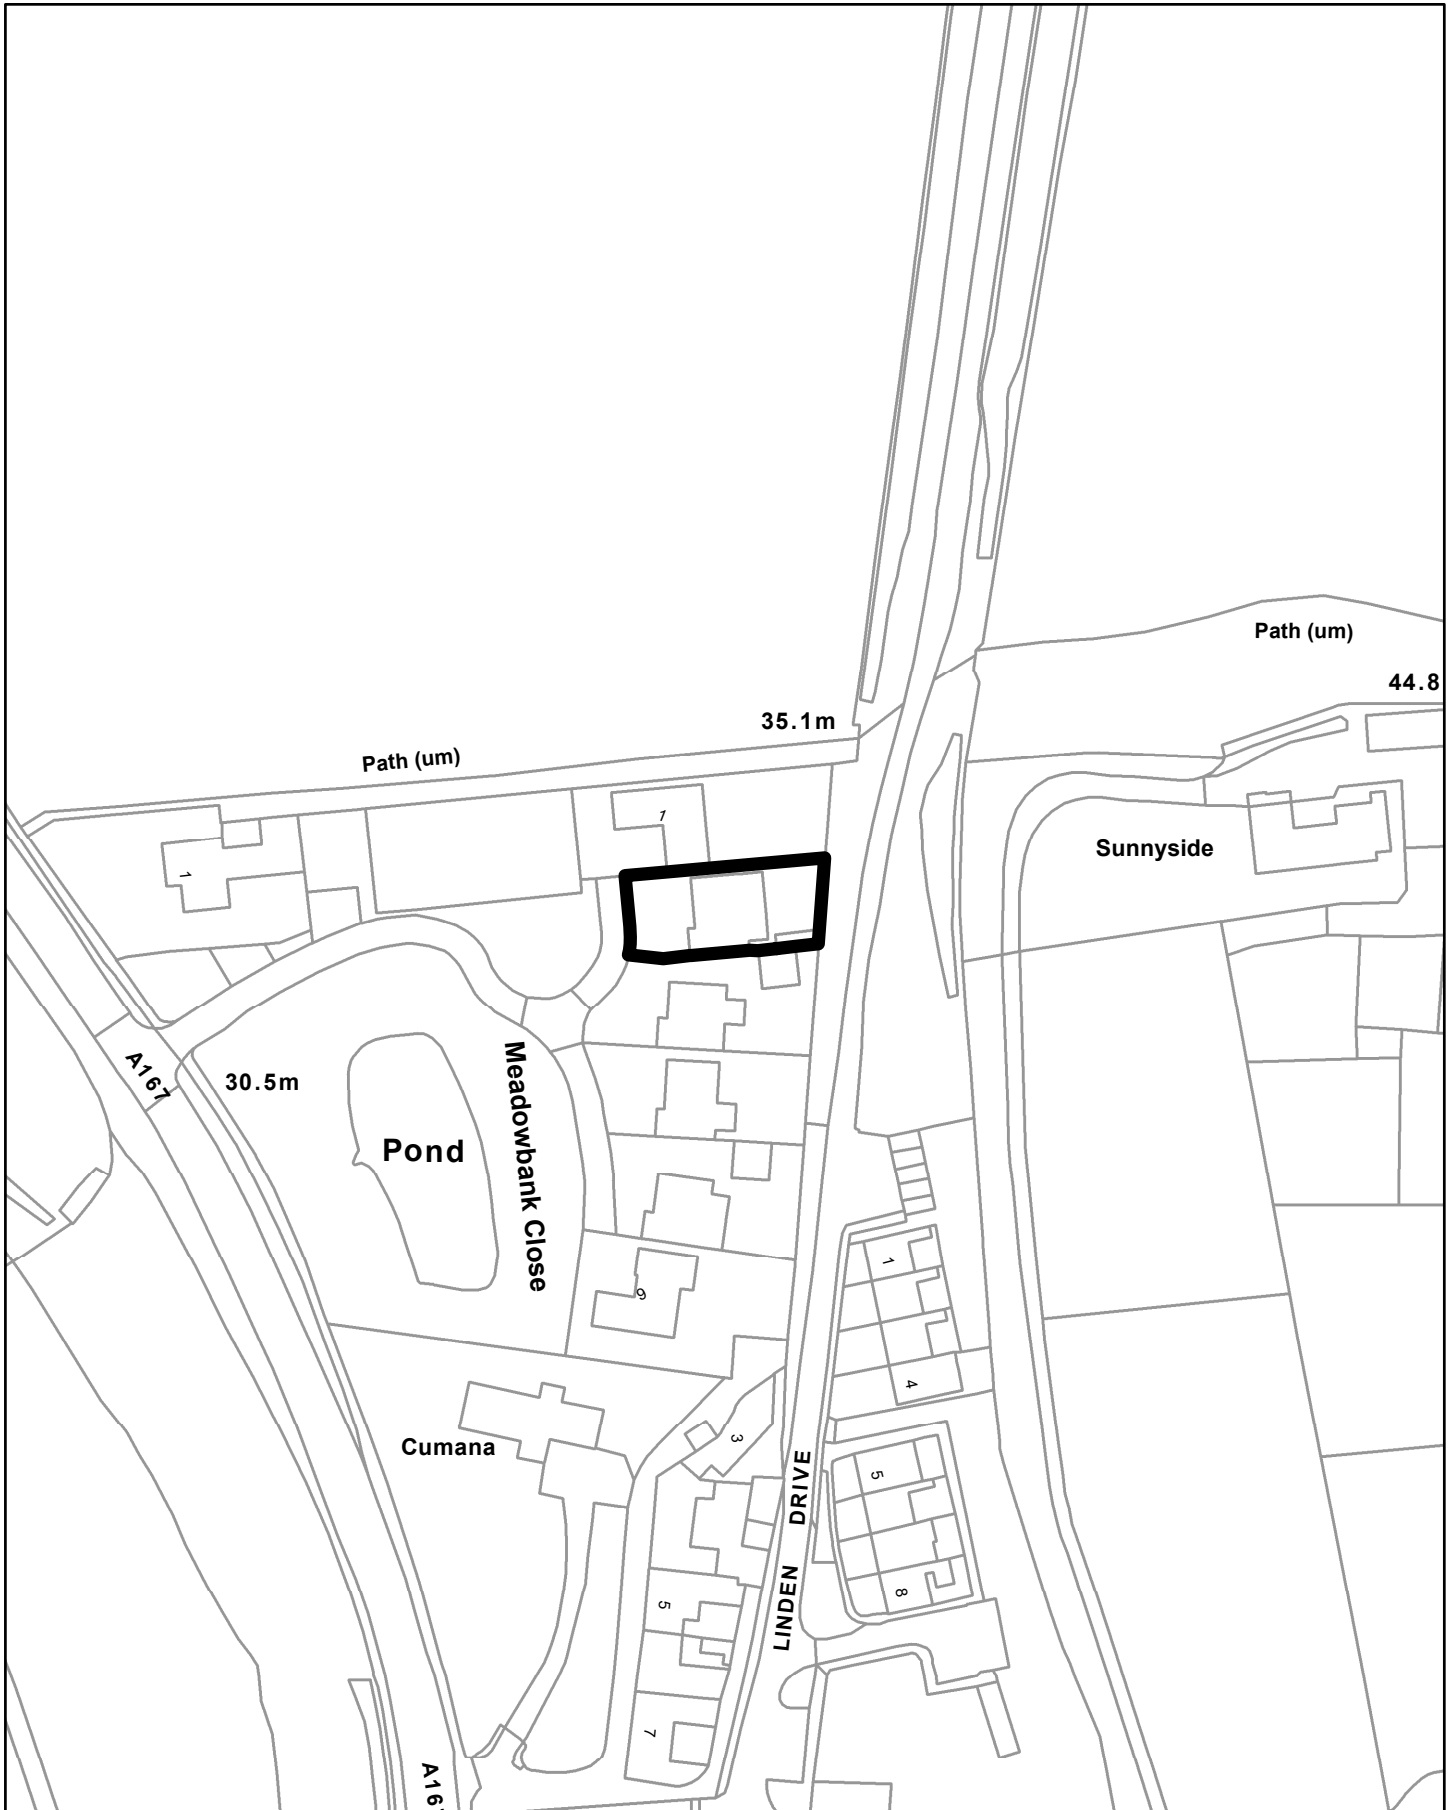 Path (um)
44.8
35.1m
Path (um)
1
1
Sunnyside
A167
30.5m
Meadowbank Close
Pond
1
9
4
3
Cumana
LINDEN DRIVE
5
8
5
7
A167